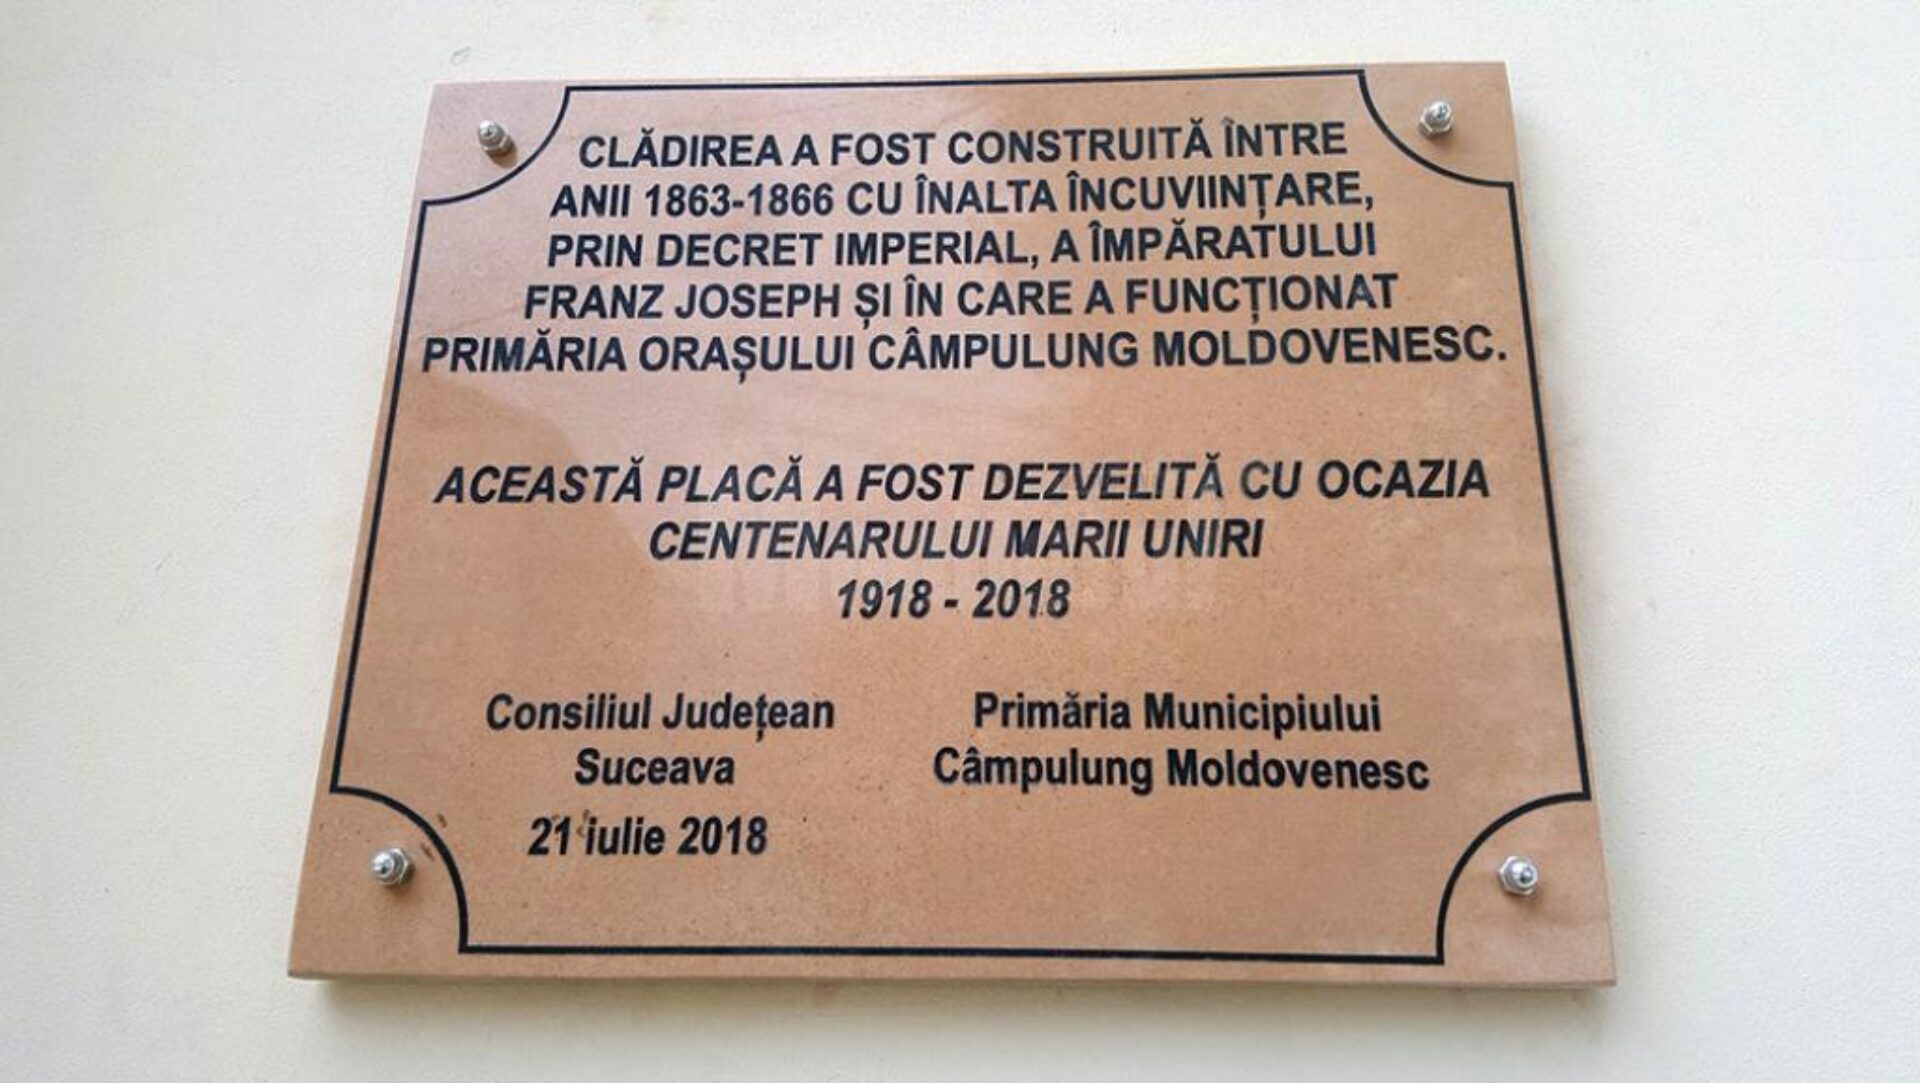 CLĂDIREA A FOST CONSTRUITĂ ÎNTRE
ANII 1863-1866 CU ÎNALTA ÎNCUVIINȚARE,
PRIN DECRET IMPERIAL, A ÎMPĂRATULUI
FRANZ JOSEPH ȘI ÎN CARE A FUNCȚIONAT
PRIMĂRIA ORAȘULUI CÂMPULUNG MOLDOVENESC.
ACEASTĂ PLACĂ A FOST DEZVELITĂ CU OCAZIA
CENTENARULUI MARII UNIRI
1918 - 2018
Consiliul Județean
Suceava
21 iulie 2018
Primăria Municipiului
Câmpulung Moldovenesc